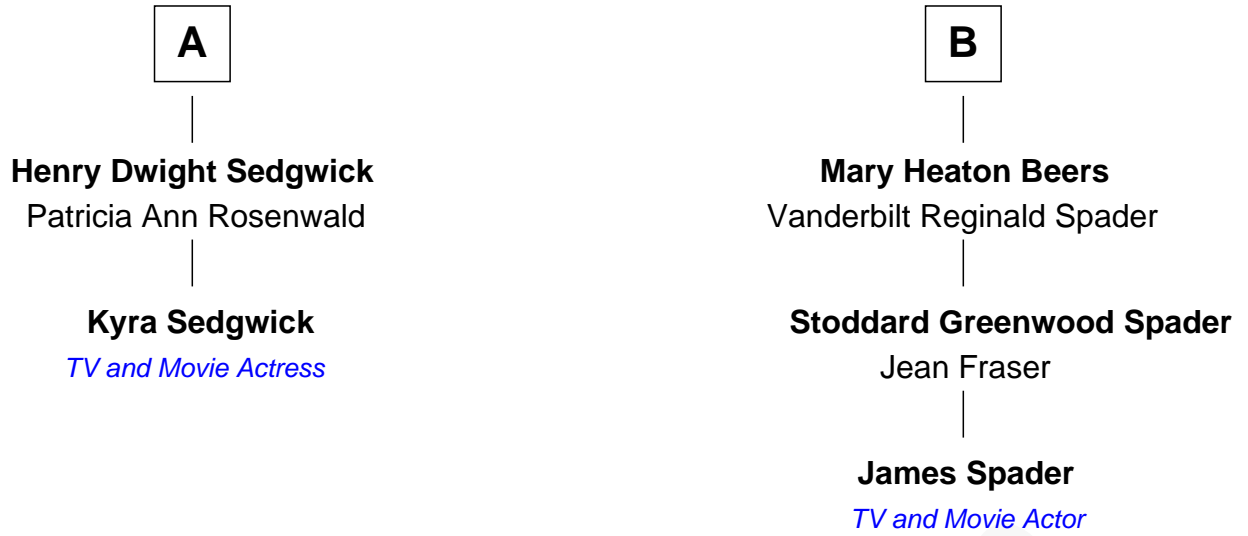 A
Henry Dwight Sedgwick
Patricia Ann Rosenwald
Kyra Sedgwick
TV and Movie Actress
B
Mary Heaton Beers
Vanderbilt Reginald Spader
Stoddard Greenwood Spader
Jean Fraser
James Spader
TV and Movie Actor